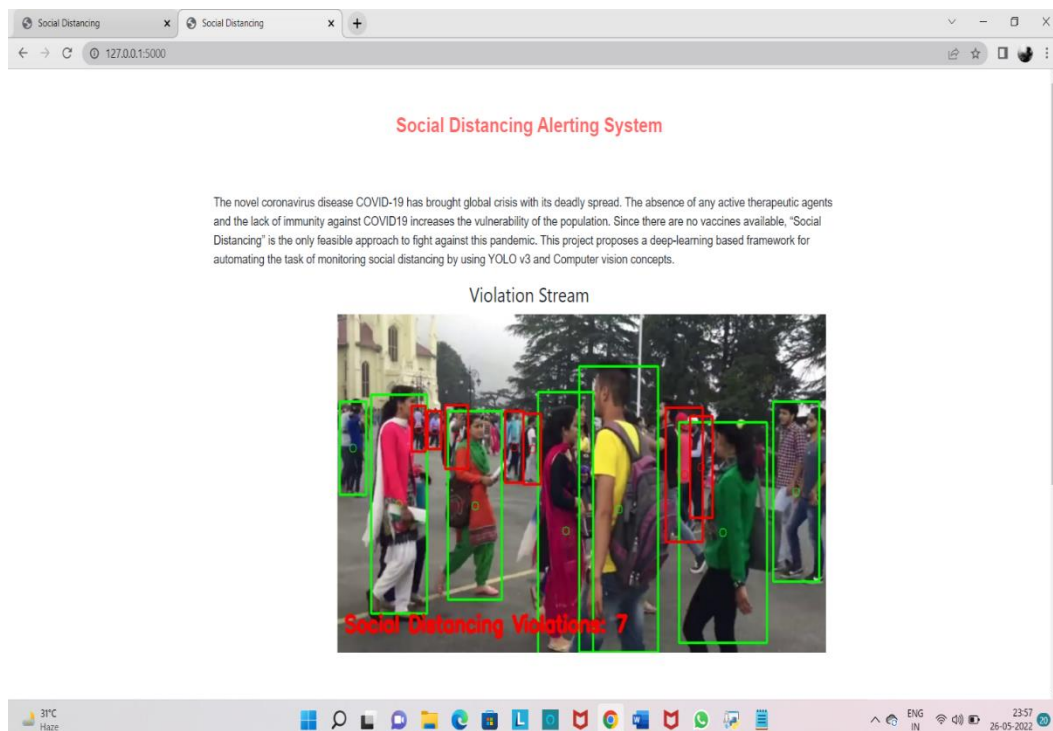 Social Distancing
Social Distancing
127.0.0.1:5000
Social Distancing Alerting System
The novel coronavirus disease COVID-19 has brought global crisis with its deadly spread. The absence of any active therapeutic agents
and the lack of immunity against COVID19 increases the vulnerability of the population. Since there are no vaccines available, “Social
Distancing” is the only feasible approach to fight against this pandemic. This project proposes a deep-learning based framework for
automating the task of monitoring social distancing by using YOLO v3 and Computer vision concepts.
Violation Stream
Social Distancing Violations: 7
31°C
Haze
L
W
ENG
IN
23:57
26-05-2022
20